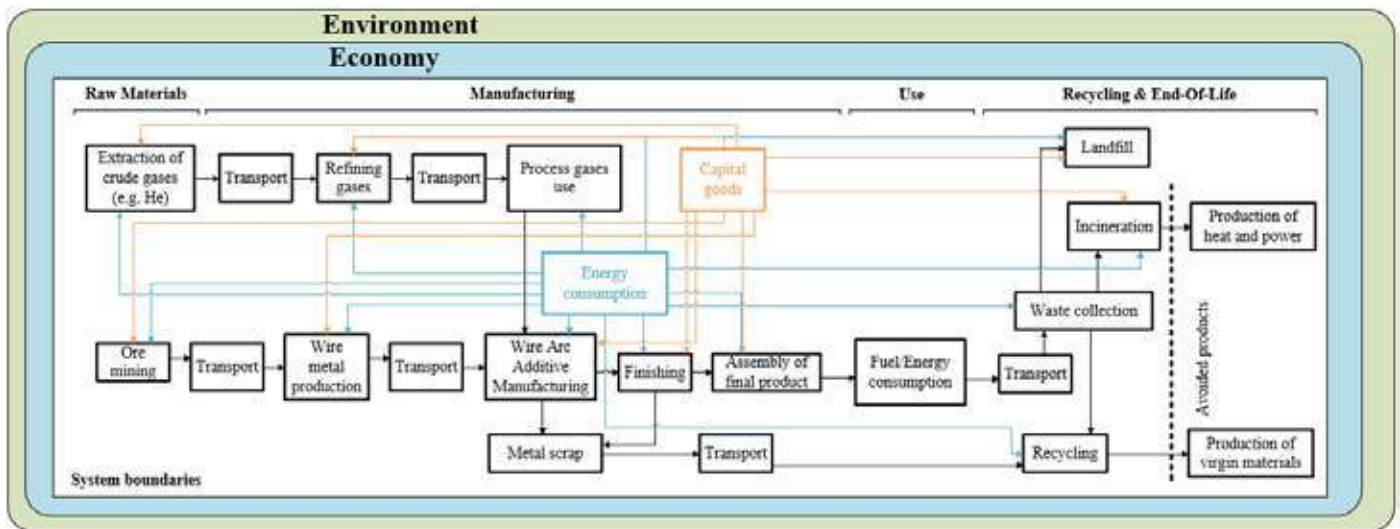 Environment
Economy
Raw Materials
Manufacturing
Use
Recycling & End-Of-Life
Extraction of
crude gases
(e.g. He)
Transport
Refining
gases
Transport
Process gases
use
Capital
goods
Landfill
Incineration
Production of
heat and power
Energy
consumption
Waste collection
Ore
mining
Transport
Wire
metal
production
Transport
Wire Arc
Additive
Manufacturing
Finishing
Assembly of
final product
Fuel/Energy
consumption
Transport
Avoided products
Metal scrap
Transport
Recycling
Production of
virgin materials
System boundaries